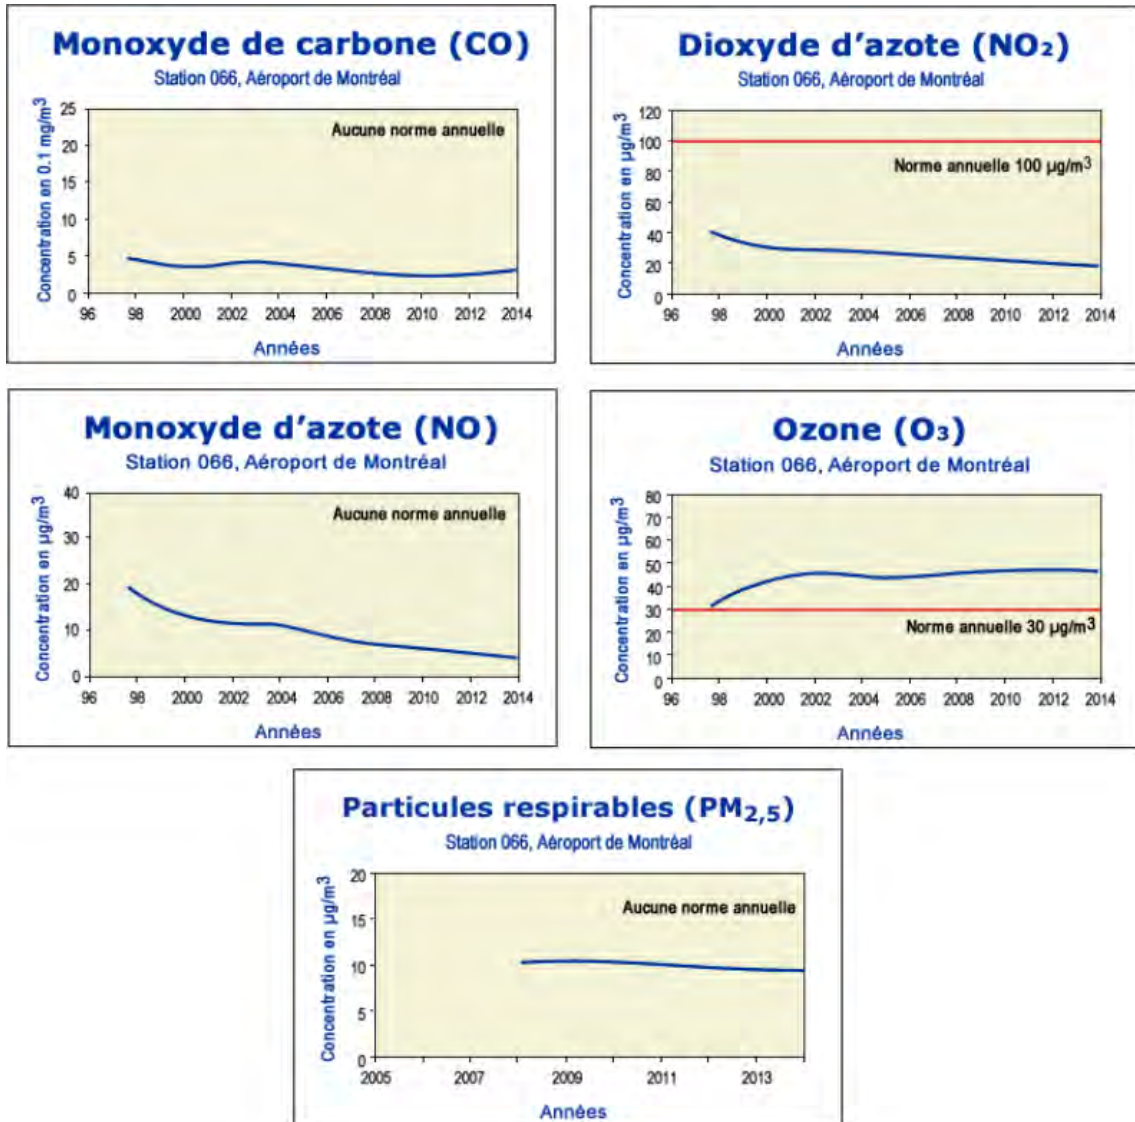 Monoxyde de carbone (CO)
Station 066, Aéroport de Montréal
Concentration en 0.1 mg/m³
25
20
15
10
5
0
Aucune norme annuelle
96 98 2000 2002 2004 2006 2008 2010 2012 2014
Années
Dioxyde d'azote (NO₂)
Station 066, Aéroport de Montréal
Concentration en µg/m³
120
100
80
60
40
20
0
Norme annuelle 100 µg/m³
96 98 2000 2002 2004 2006 2008 2010 2012 2014
Années
Monoxyde d'azote (NO)
Station 066, Aéroport de Montréal
Concentration en µg/m³
40
30
20
10
0
Aucune norme annuelle
96 98 2000 2002 2004 2006 2008 2010 2012 2014
Années
Ozone (O₃)
Station 066, Aéroport de Montréal
Concentration en µg/m³
80
70
60
50
40
30
20
10
0
Norme annuelle 30 µg/m³
96 98 2000 2002 2004 2006 2008 2010 2012 2014
Années
Particules respirables (PM₂,₅)
Station 066, Aéroport de Montréal
Concentration en µg/m³
20
15
10
5
0
Aucune norme annuelle
2005 2007 2009 2011 2013
Années